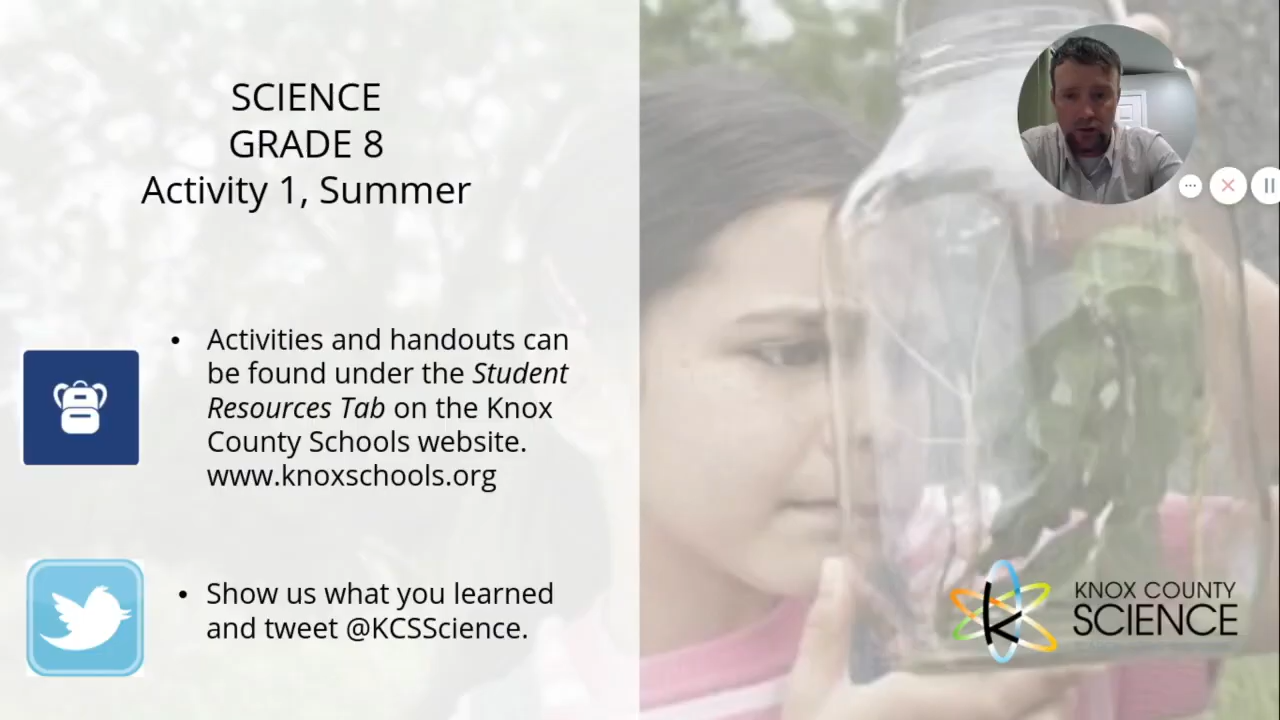 SCIENCE
GRADE 8
Activity 1, Summer
• Activities and handouts can
be found under the Student
Resources Tab on the Knox
County Schools website.
www.knoxschools.org
• Show us what you learned
and tweet @KCSScience.
KNOX COUNTY
SCIENCE